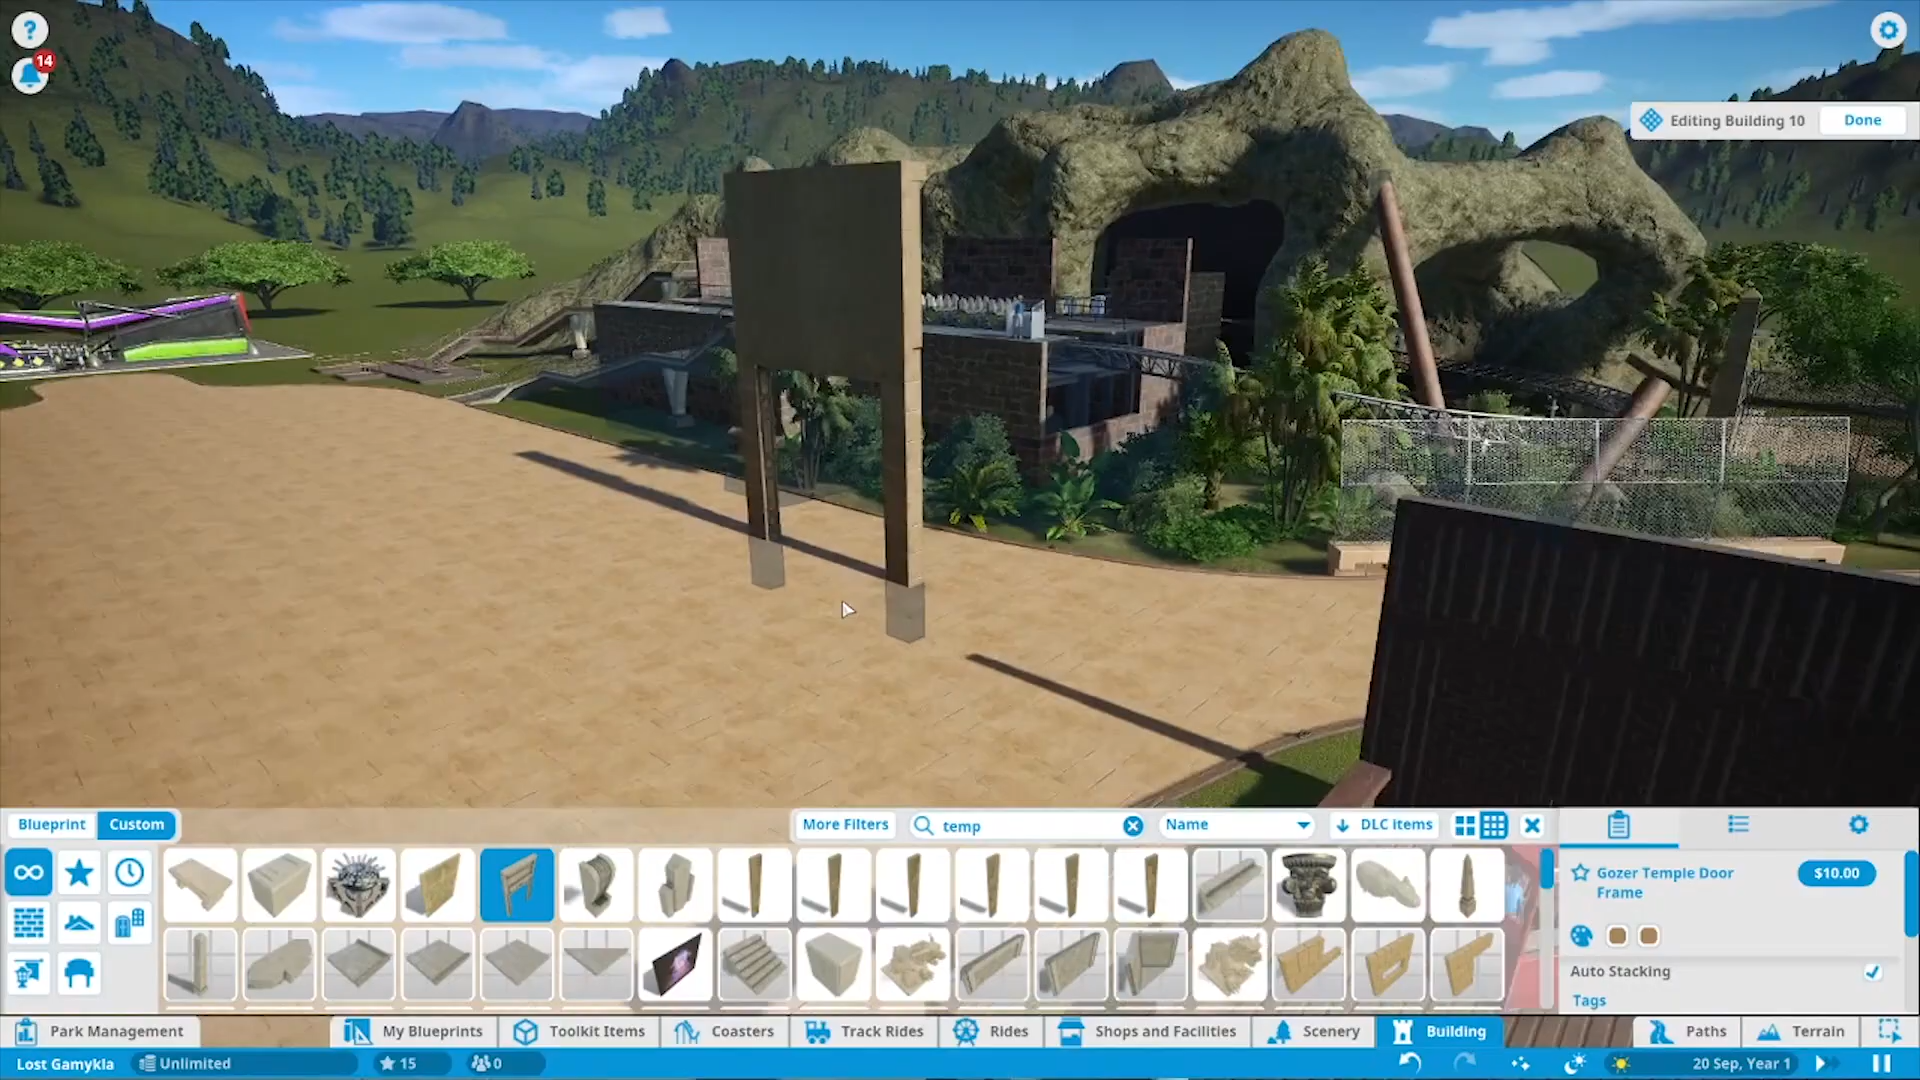 ?
14
Editing Building 10
Done
Blueprint
Custom
More Filters
temp
Name
DLC items
Gozer Temple Door
Frame
$10.00
Auto Stacking
Tags
Park Management
My Blueprints
Toolkit Items
Coasters
Track Rides
Rides
Shops and Facilities
Scenery
Building
Paths
Terrain
Lost Gamykla
Unlimited
15
0
20 Sep, Year 1